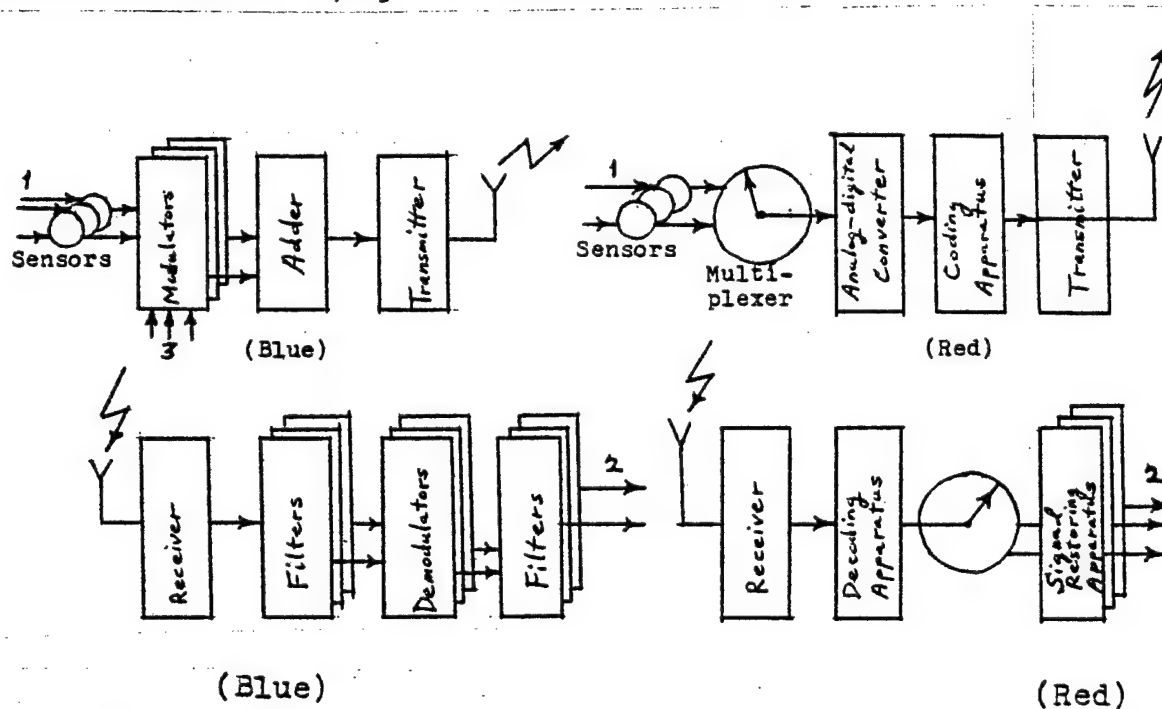 1
Sensors
Modulators
3
Adder
Transmitter
(Blue)
1
Sensors
Multi-
plexer
Analog-digital
Converter
Coding
Apparatus
Transmitter
(Red)
Receiver
Filters
Demodulators
Filters
2
(Blue)
Receiver
Decoding
Apparatus
Signal
Restoring
Apparatus
2
(Red)